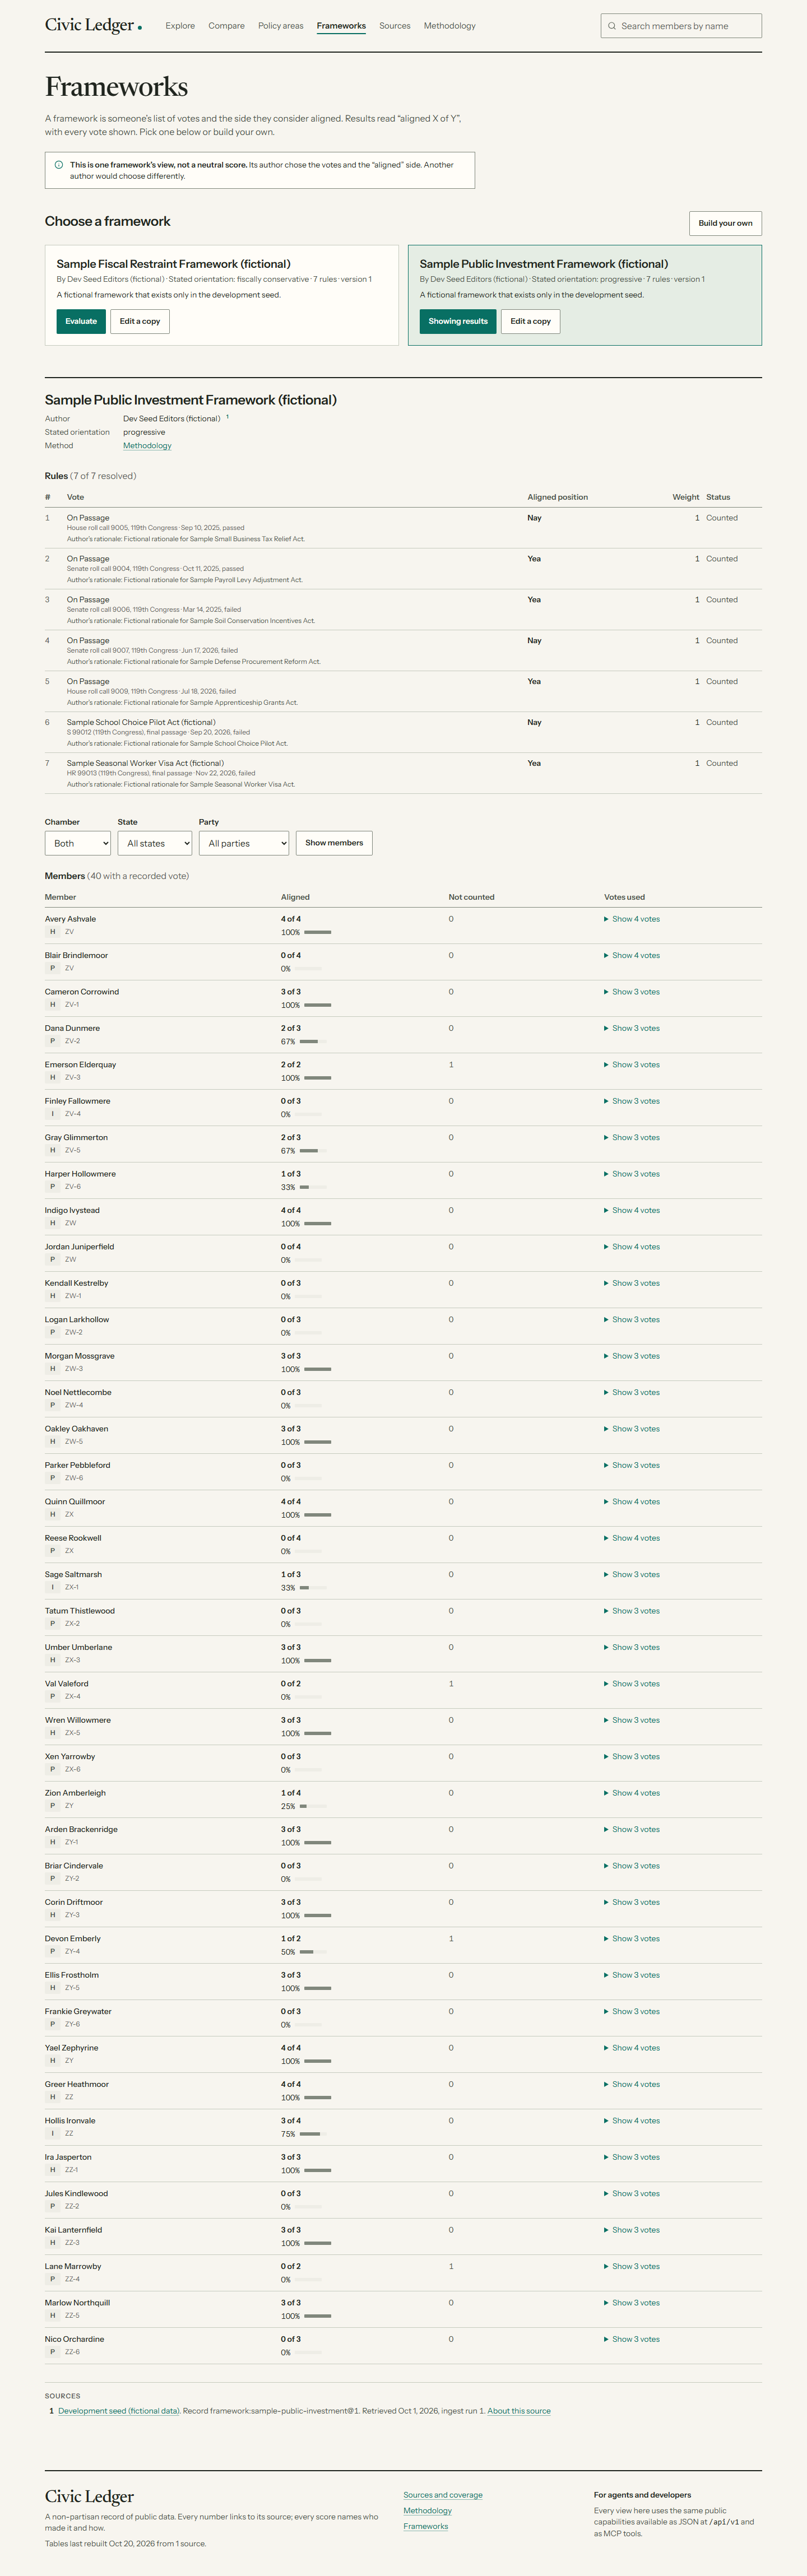 Civic Ledger
Explore Compare Policy areas Frameworks Sources Methodology
Search members by name
Frameworks
A framework is someone's list of votes and the side they consider aligned. Results read “aligned X of Y”,
with every vote shown. Pick one below or build your own.
This is one framework's view, not a neutral score. Its author chose the votes and the “aligned” side. Another
author would choose differently.
Choose a framework
Build your own
Sample Fiscal Restraint Framework (fictional)
By Dev Seed Editors (fictional) · Stated orientation: fiscally conservative · 7 rules · version 1
A fictional framework that exists only in the development seed.
Evaluate Edit a copy
Sample Public Investment Framework (fictional)
By Dev Seed Editors (fictional) · Stated orientation: progressive · 7 rules · version 1
A fictional framework that exists only in the development seed.
Showing results Edit a copy
Sample Public Investment Framework (fictional)
Author Dev Seed Editors (fictional) 1
Stated orientation progressive
Method Methodology
Rules (7 of 7 resolved)
# Vote Aligned position Weight Status
1 On Passage Nay 1 Counted
House roll call 9005, 119th Congress · Sep 10, 2025, passed
Author's rationale: Fictional rationale for Sample Small Business Tax Relief Act.
2 On Passage Yea 1 Counted
Senate roll call 9004, 119th Congress · Oct 11, 2025, passed
Author's rationale: Fictional rationale for Sample Payroll Levy Adjustment Act.
3 On Passage Yea 1 Counted
Senate roll call 9006, 119th Congress · Mar 14, 2025, failed
Author's rationale: Fictional rationale for Sample Soil Conservation Incentives Act.
4 On Passage Nay 1 Counted
Senate roll call 9007, 119th Congress · Jun 17, 2026, failed
Author's rationale: Fictional rationale for Sample Defense Procurement Reform Act.
5 On Passage Yea 1 Counted
House roll call 9009, 119th Congress · Jul 18, 2026, failed
Author's rationale: Fictional rationale for Sample Apprenticeship Grants Act.
6 Sample School Choice Pilot Act (fictional) Nay 1 Counted
S 99012 (119th Congress), final passage · Sep 20, 2026, failed
Author's rationale: Fictional rationale for Sample School Choice Pilot Act.
7 Sample Seasonal Worker Visa Act (fictional) Yea 1 Counted
HR 99013 (119th Congress), final passage · Nov 22, 2026, failed
Author's rationale: Fictional rationale for Sample Seasonal Worker Visa Act.
Chamber State Party
Both All states All parties Show members
Members (40 with a recorded vote)
Member Aligned Not counted Votes used
Avery Ashvale 4 of 4 0 Show 4 votes
H ZV 100%
Blair Brindlemoor 0 of 4 0 Show 4 votes
P ZV 0%
Cameron Corrowind 3 of 3 0 Show 3 votes
H ZV-1 100%
Dana Dunmere 2 of 3 0 Show 3 votes
P ZV-2 67%
Emerson Elderquay 2 of 2 1 Show 3 votes
H ZV-3 100%
Finley Fallowmere 0 of 3 0 Show 3 votes
I ZV-4 0%
Gray Glimmerton 2 of 3 0 Show 3 votes
H ZV-5 67%
Harper Hollowmere 1 of 3 0 Show 3 votes
P ZV-6 33%
Indigo Ivystead 4 of 4 0 Show 4 votes
H ZW 100%
Jordan Juniperfield 0 of 4 0 Show 4 votes
P ZW 0%
Kendall Kestrelby 0 of 3 0 Show 3 votes
H ZW-1 0%
Logan Larkhollow 0 of 3 0 Show 3 votes
P ZW-2 0%
Morgan Mossgrave 3 of 3 0 Show 3 votes
H ZW-3 100%
Noel Nettlecombe 0 of 3 0 Show 3 votes
P ZW-4 0%
Oakley Oakhaven 3 of 3 0 Show 3 votes
H ZW-5 100%
Parker Pebbleford 0 of 3 0 Show 3 votes
P ZW-6 0%
Quinn Quillmoor 4 of 4 0 Show 4 votes
H ZX 100%
Reese Rookwell 0 of 4 0 Show 4 votes
P ZX 0%
Sage Saltmarsh 1 of 3 0 Show 3 votes
I ZX-1 33%
Tatum Thistlewood 0 of 3 0 Show 3 votes
P ZX-2 0%
Umber Umberlane 3 of 3 0 Show 3 votes
H ZX-3 100%
Val Valeford 0 of 2 1 Show 3 votes
P ZX-4 0%
Wren Willowmere 3 of 3 0 Show 3 votes
H ZX-5 100%
Xen Yarrowby 0 of 3 0 Show 3 votes
P ZX-6 0%
Zion Amberleigh 1 of 4 0 Show 4 votes
P ZY 25%
Arden Brackenridge 3 of 3 0 Show 3 votes
H ZY-1 100%
Briar Cindervale 0 of 3 0 Show 3 votes
P ZY-2 0%
Corin Driftmoor 3 of 3 0 Show 3 votes
H ZY-3 100%
Devon Emberly 1 of 2 1 Show 3 votes
P ZY-4 50%
Ellis Frostholm 3 of 3 0 Show 3 votes
H ZY-5 100%
Frankie Greywater 0 of 3 0 Show 3 votes
P ZY-6 0%
Yael Zephyrine 4 of 4 0 Show 4 votes
H ZY 100%
Greer Heathmoor 4 of 4 0 Show 4 votes
H ZZ 100%
Hollis Ironvale 3 of 4 0 Show 4 votes
I ZZ 75%
Ira Jasperton 3 of 3 0 Show 3 votes
H ZZ-1 100%
Jules Kindlewood 0 of 3 0 Show 3 votes
P ZZ-2 0%
Kai Lanternfield 3 of 3 0 Show 3 votes
H ZZ-3 100%
Lane Marrowby 0 of 2 1 Show 3 votes
P ZZ-4 0%
Marlow Northquill 3 of 3 0 Show 3 votes
H ZZ-5 100%
Nico Orchardine 0 of 3 0 Show 3 votes
P ZZ-6 0%
SOURCES
1 Development seed (fictional data). Record framework:sample-public-investment@1. Retrieved Oct 1, 2026, ingest run 1. About this source
Civic Ledger
A non-partisan record of public data. Every number links to its source; every score names who
made it and how.
Tables last rebuilt Oct 20, 2026 from 1 source.
Sources and coverage
Methodology
Frameworks
For agents and developers
Every view here uses the same public
capabilities available as JSON at /api/v1 and
as MCP tools.